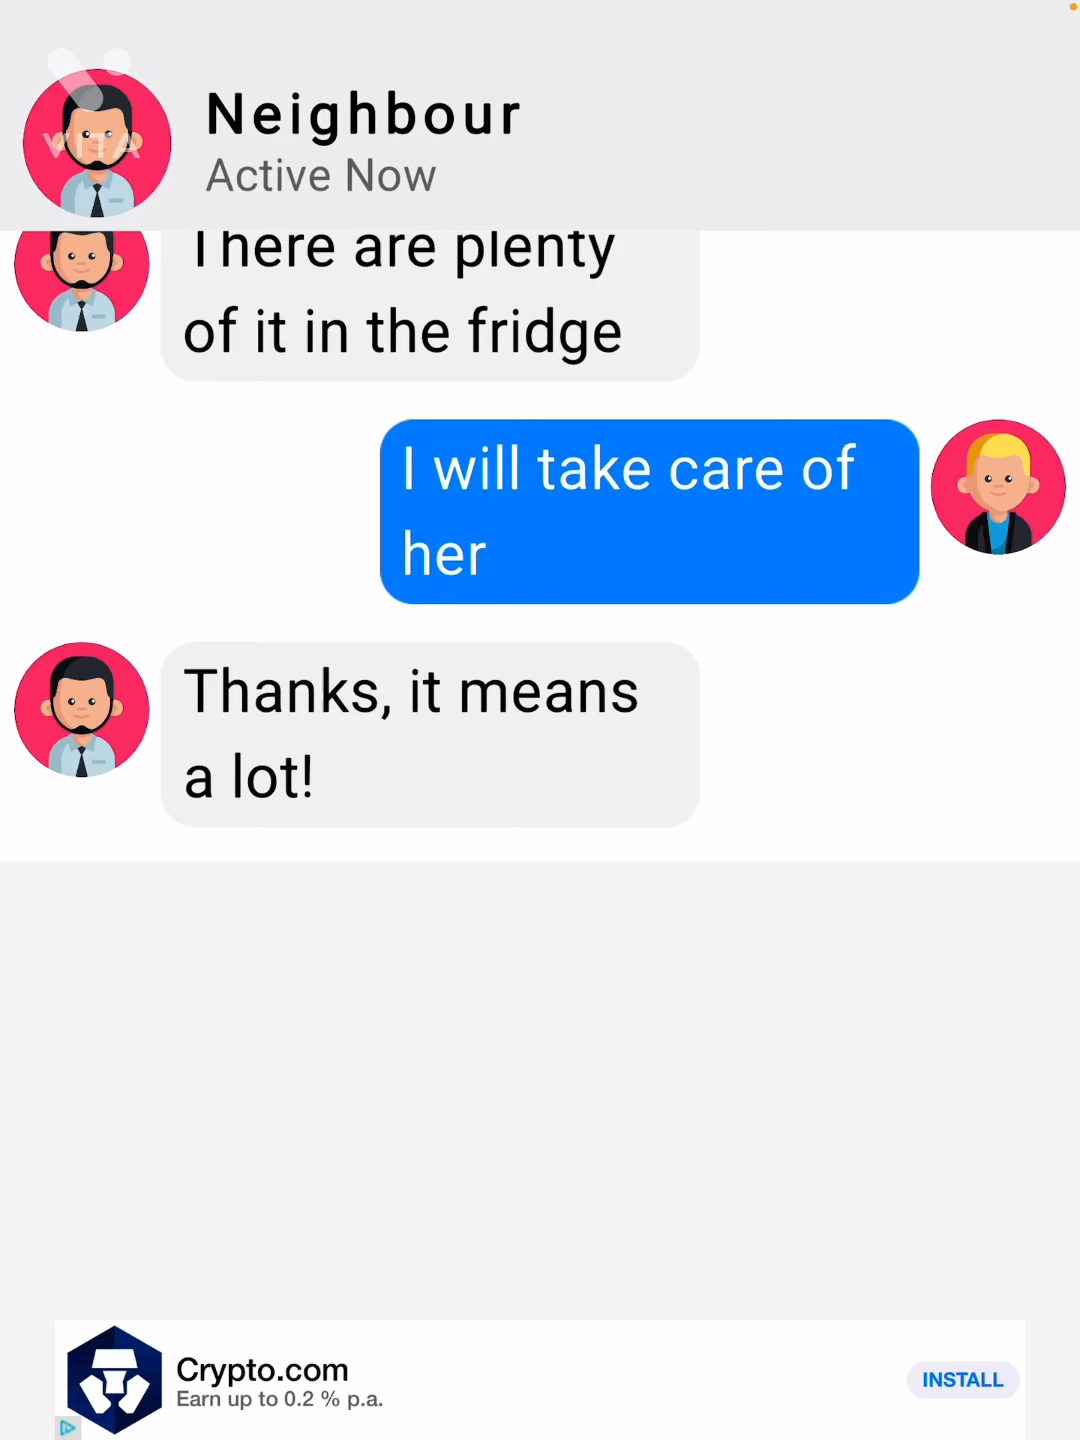 VITA
Neighbour
Active Now
There are plenty
of it in the fridge
I will take care of
her
Thanks, it means
a lot!
Crypto.com
Earn up to 0.2 % p.a.
INSTALL